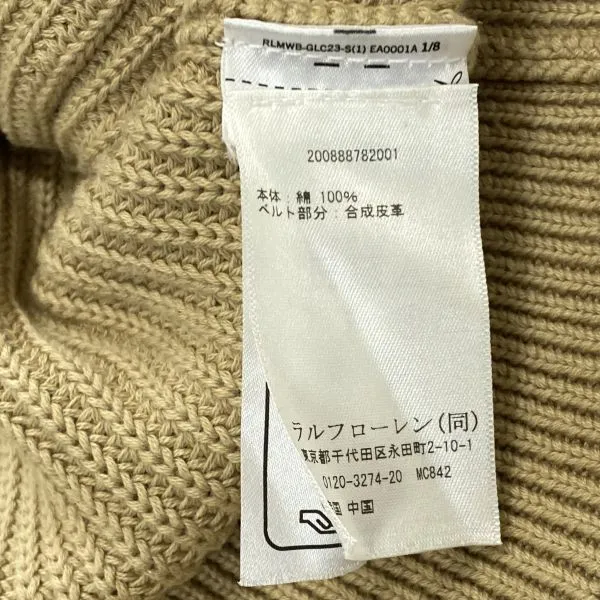 RLMWB-GLC23-S(1) EA0001A 1/8
200888782001
本体 : 綿 100%
ベルト部分 : 合成皮革
ラルフローレン(同)
東京都千代田区永田町2-10-1
0120-3274-20 MC842
国 中国